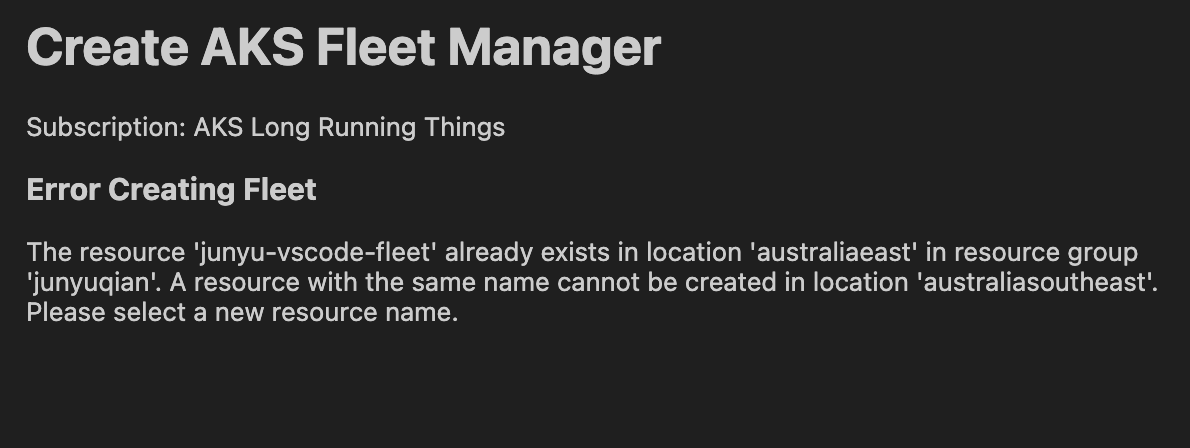 Create AKS Fleet Manager
Subscription: AKS Long Running Things
Error Creating Fleet
The resource 'junyu-vscode-fleet' already exists in location 'australiaeast' in resource group
'junyuqian'. A resource with the same name cannot be created in location 'australiasoutheast'.
Please select a new resource name.